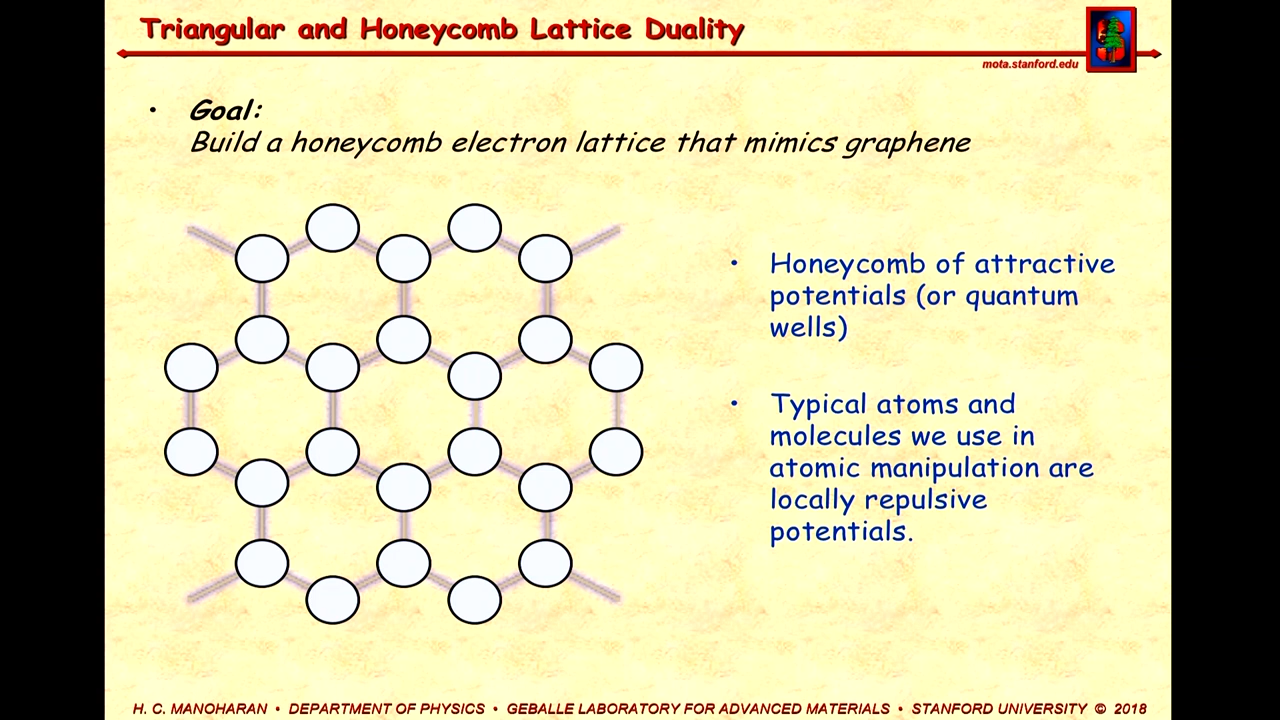 Triangular and Honeycomb Lattice Duality
mota.stanford.edu
• Goal:
Build a honeycomb electron lattice that mimics graphene
• Honeycomb of attractive
potentials (or quantum
wells)
• Typical atoms and
molecules we use in
atomic manipulation are
locally repulsive
potentials.
H. C. MANOHARAN • DEPARTMENT OF PHYSICS • GEBALLE LABORATORY FOR ADVANCED MATERIALS • STANFORD UNIVERSITY © 2018